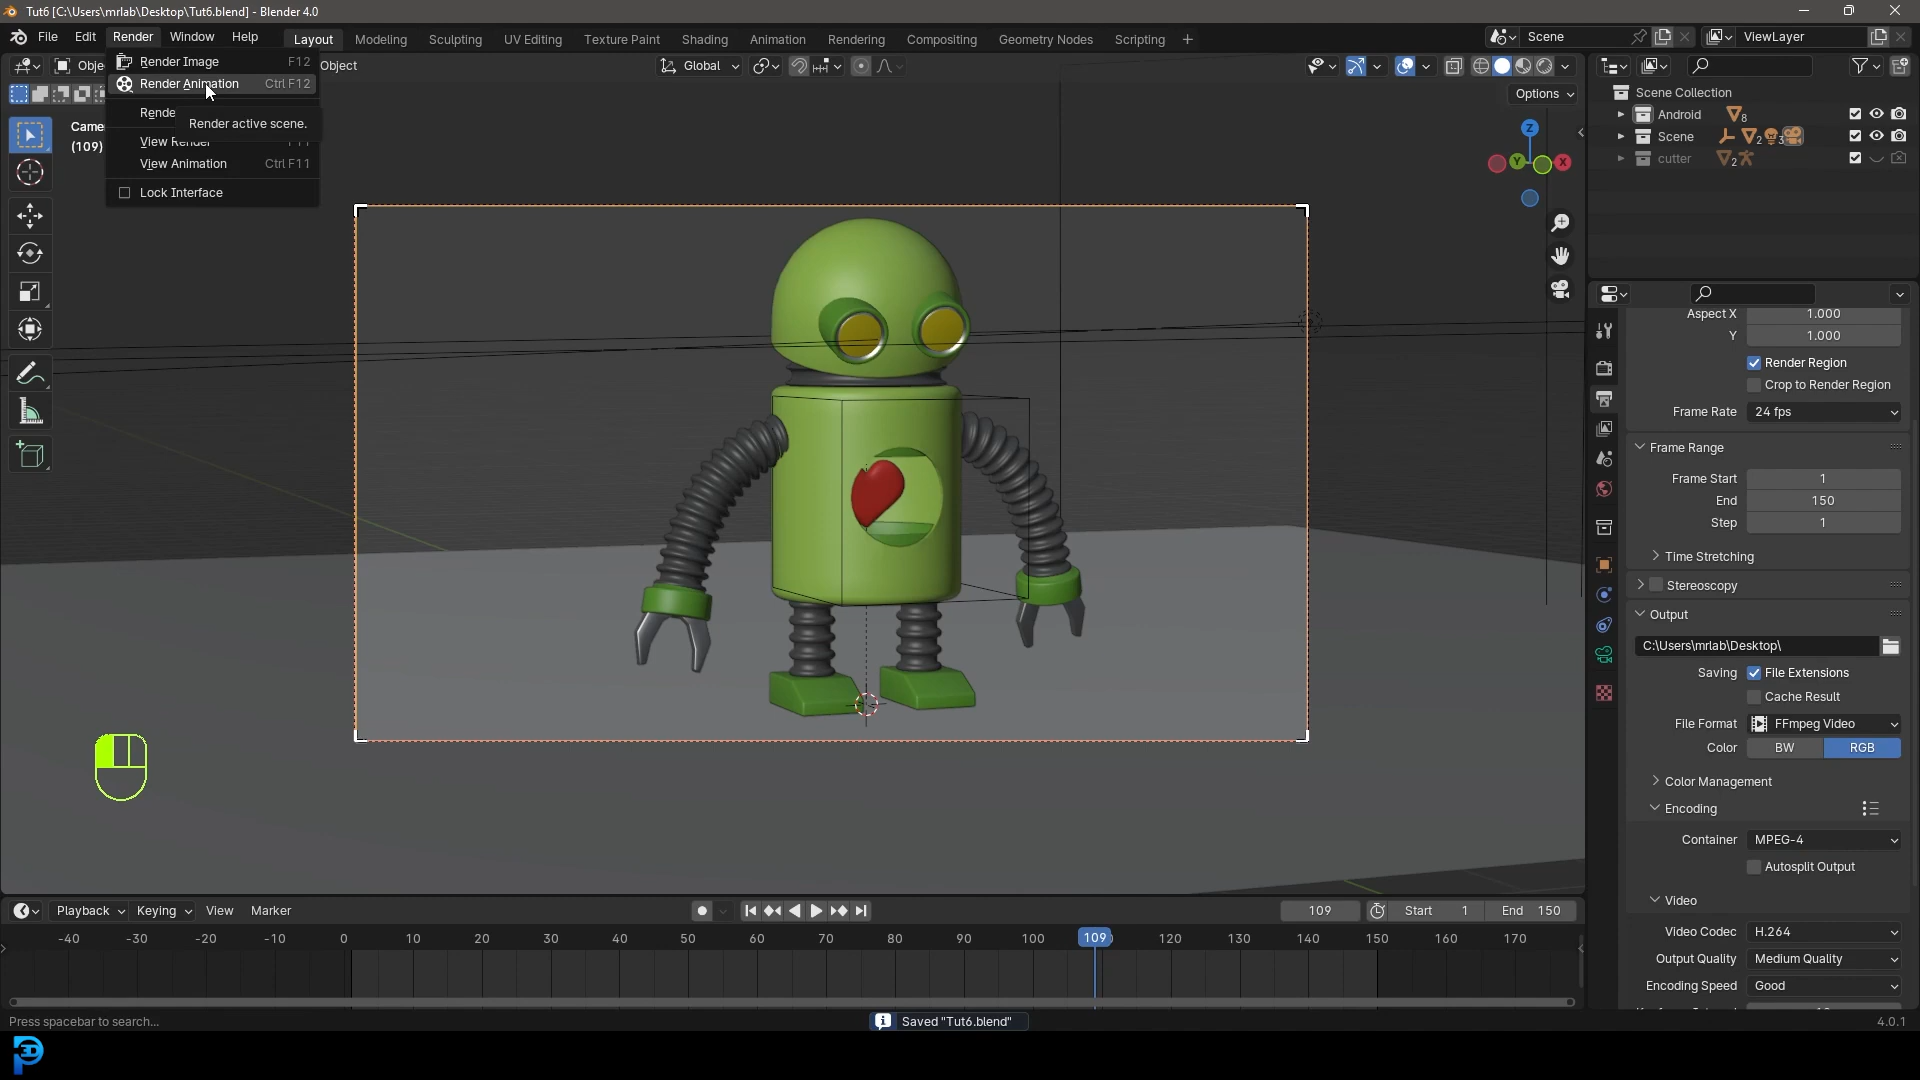 Tut6 [C:\Users\mrlab\Desktop\Tut6.blend] - Blender 4.0
File Edit Render Window Help
Layout Modeling Sculpting UV Editing Texture Paint Shading Animation Rendering Compositing Geometry Nodes Scripting +
Scene
ViewLayer
Render Image F12
Render Animation Ctrl F12
Render active scene.
View Render F11
View Animation Ctrl F11
Lock Interface
Object
Global
Options
Z
Y
X
(109)
Scene Collection
Android 8
Scene 2 3
cutter 2
Aspect X 1.000
Y 1.000
Render Region
Crop to Render Region
Frame Rate 24 fps
Frame Range
Frame Start 1
End 150
Step 1
Time Stretching
Stereoscopy
Output
C:\Users\mrlab\Desktop\
Saving File Extensions
Cache Result
File Format FFmpeg Video
Color BW RGB
Color Management
Encoding
Container MPEG-4
Autosplit Output
Video
Video Codec H.264
Output Quality Medium Quality
Encoding Speed Good
Playback Keying View Marker
109 Start 1 End 150
-40 -30 -20 -10 0 10 20 30 40 50 60 70 80 90 100 109 120 130 140 150 160 170
Press spacebar to search...
Saved "Tut6.blend"
4.0.1
3D